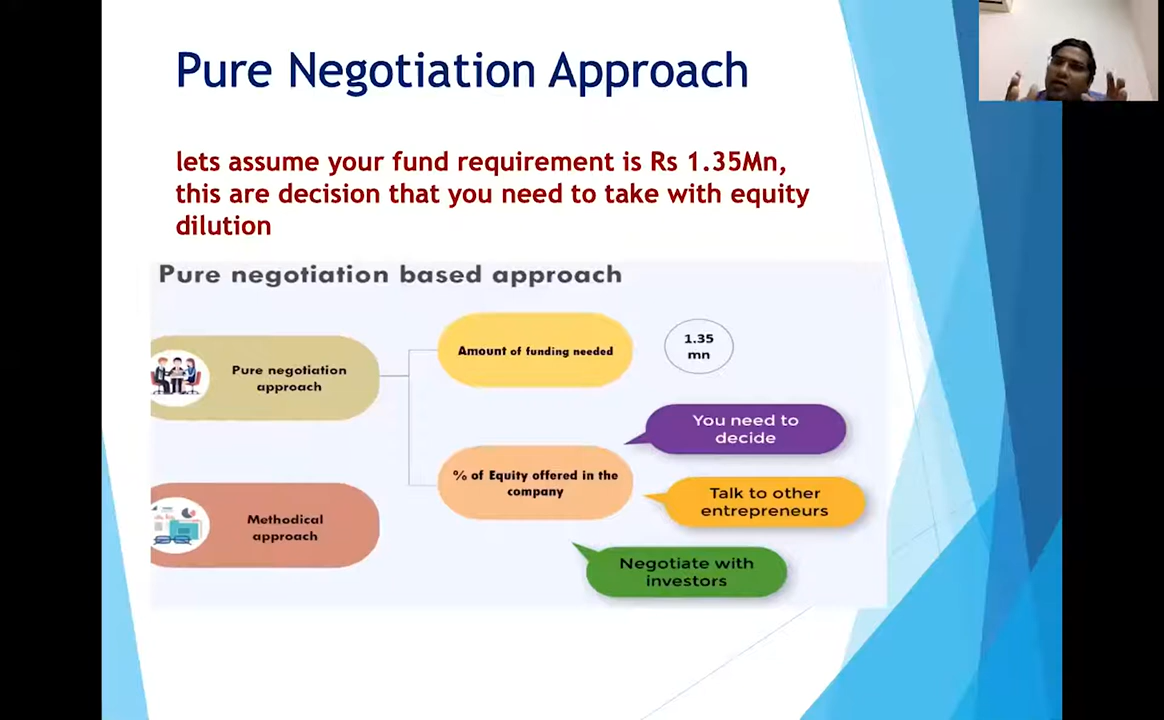 Pure Negotiation Approach
lets assume your fund requirement is Rs 1.35Mn,
this are decision that you need to take with equity
dilution
Pure negotiation based approach
Pure negotiation
approach
Amount of funding needed
1.35
mn
You need to
decide
% of Equity offered in the
company
Talk to other
entrepreneurs
Methodical
approach
Negotiate with
investors